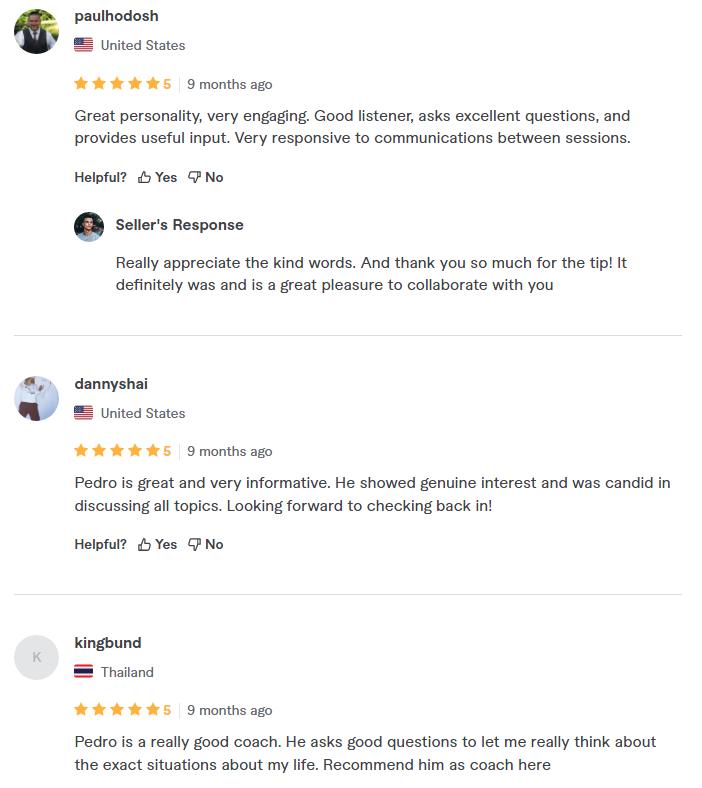 paulhodosh
United States
5 9 months ago
Great personality, very engaging. Good listener, asks excellent questions, and
provides useful input. Very responsive to communications between sessions.
Helpful? Yes No
Seller's Response
Really appreciate the kind words. And thank you so much for the tip! It
definitely was and is a great pleasure to collaborate with you
dannyshai
United States
5 9 months ago
Pedro is great and very informative. He showed genuine interest and was candid in
discussing all topics. Looking forward to checking back in!
Helpful? Yes No
K
kingbund
Thailand
5 9 months ago
Pedro is a really good coach. He asks good questions to let me really think about
the exact situations about my life. Recommend him as coach here